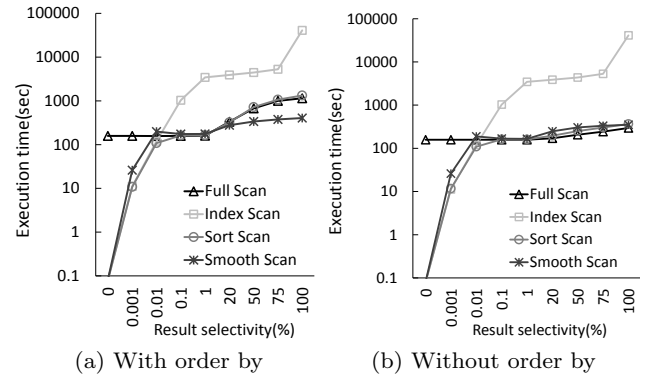 Execution time(sec)
100000
10000
1000
100
10
1
0.1
Full Scan
Index Scan
Sort Scan
Smooth Scan
0
0.001
0.01
0.1
1
20
50
75
100
Result selectivity(%)
(a) With order by
Execution time(sec)
100000
10000
1000
100
10
1
0.1
Full Scan
Index Scan
Sort Scan
Smooth Scan
0
0.001
0.01
0.1
1
20
50
75
100
Result selectivity(%)
(b) Without order by